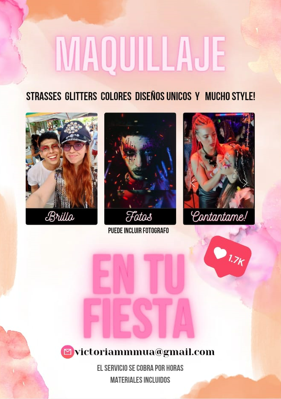 MAQUILLAJE
STRASSES GLITTERS COLORES DISEÑOS UNICOS Y MUCHO STYLE!
Brillo Fotos Contantame!
PUEDE INCLUIR FOTOGRAFO
1,7K
EN TU
FIESTA
victoriammmua@gmail.com
EL SERVICIO SE COBRA POR HORAS
MATERIALES INCLUIDOS